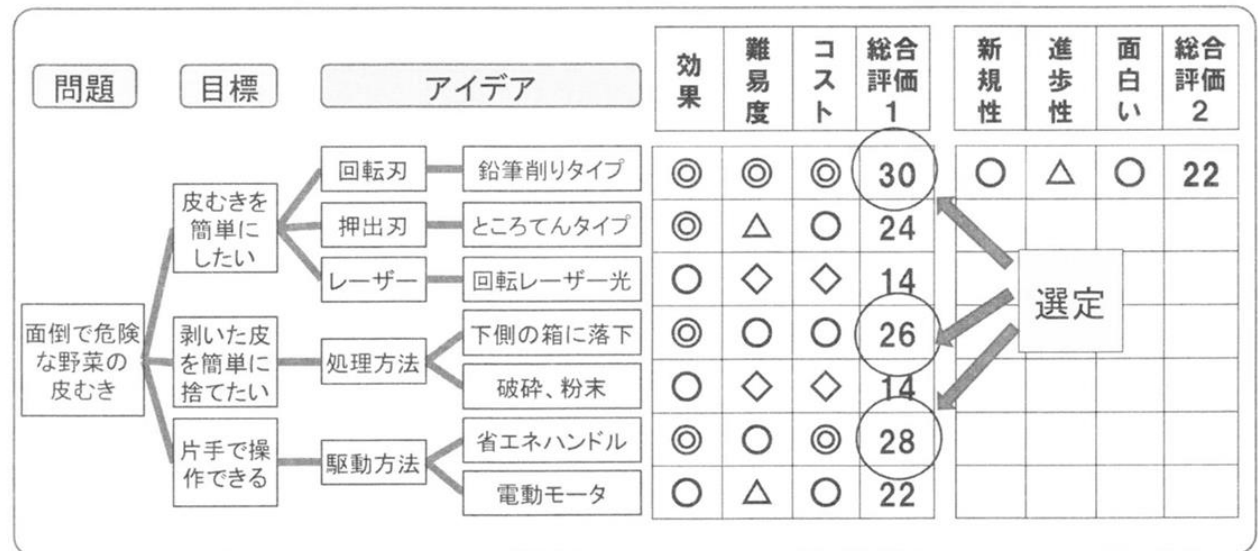 問題
目標
アイデア
効果
難易度
コスト
総合評価1
新規性
進歩性
面白い
総合評価2
面倒で危険
な野菜の
皮むき
皮むきを
簡単に
したい
回転刃
鉛筆削りタイプ
◎ ◎ ◎ 30 ○ △ ○ 22
押出刃
ところてんタイプ
◎ △ ○ 24
レーザー
回転レーザー光
○ ◇ ◇ 14
剥いた皮
を簡単に
捨てたい
処理方法
下側の箱に落下
◎ ○ ○ 26
破砕、粉末
○ ◇ ◇ 14
片手で操
作できる
駆動方法
省エネハンドル
◎ ○ ◎ 28
電動モータ
○ △ ○ 22
選定